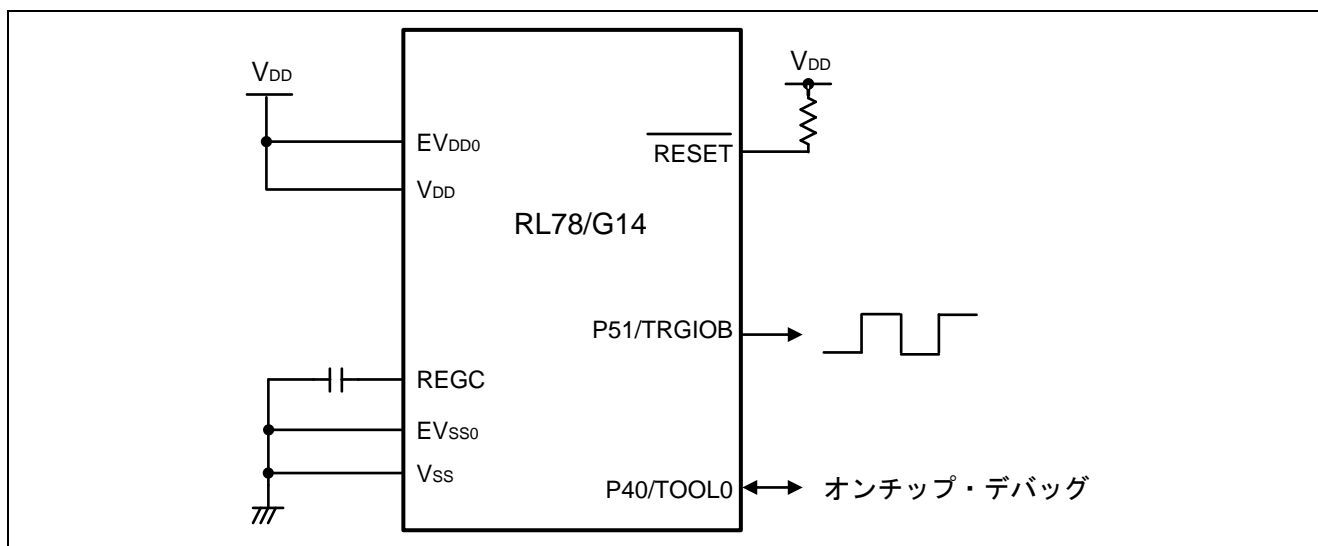 VDD
VDD
EVDD0
RESET
VDD
RL78/G14
P51/TRGIOB
REGC
EVSS0
VSS
P40/TOOL0
オンチップ・デバッグ